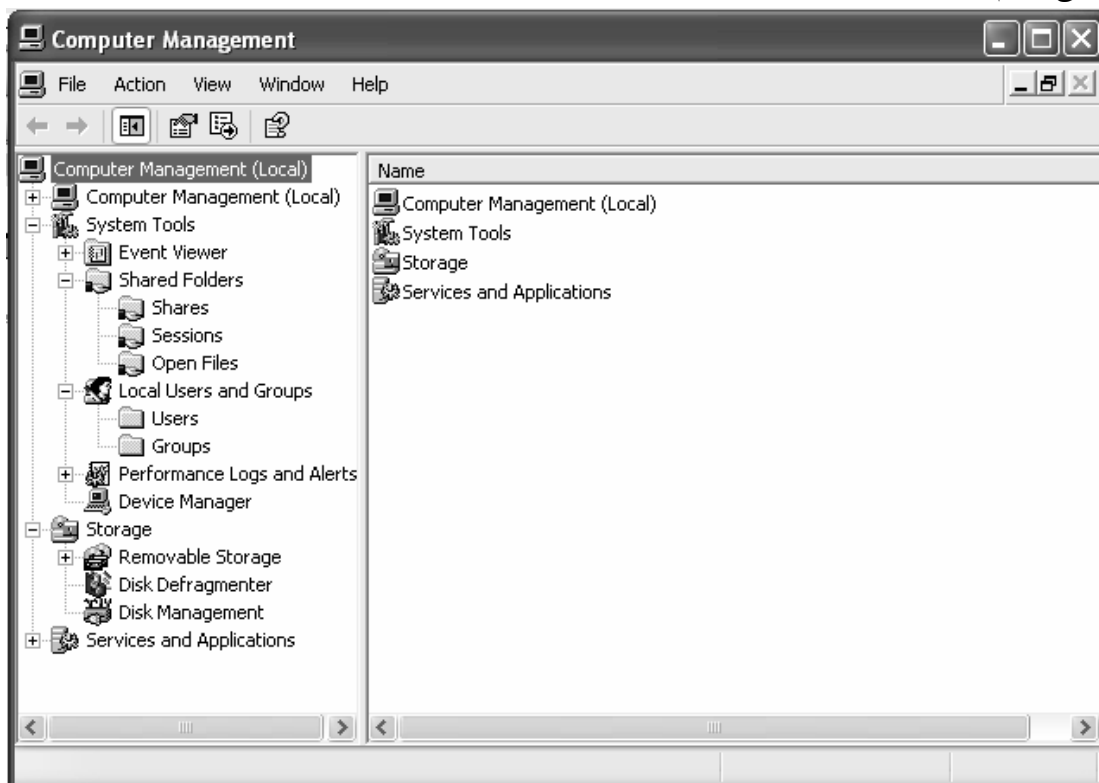 Computer Management
File Action View Window Help
Computer Management (Local)
Computer Management (Local)
System Tools
Event Viewer
Shared Folders
Shares
Sessions
Open Files
Local Users and Groups
Users
Groups
Performance Logs and Alerts
Device Manager
Storage
Removable Storage
Disk Defragmenter
Disk Management
Services and Applications
Name
Computer Management (Local)
System Tools
Storage
Services and Applications